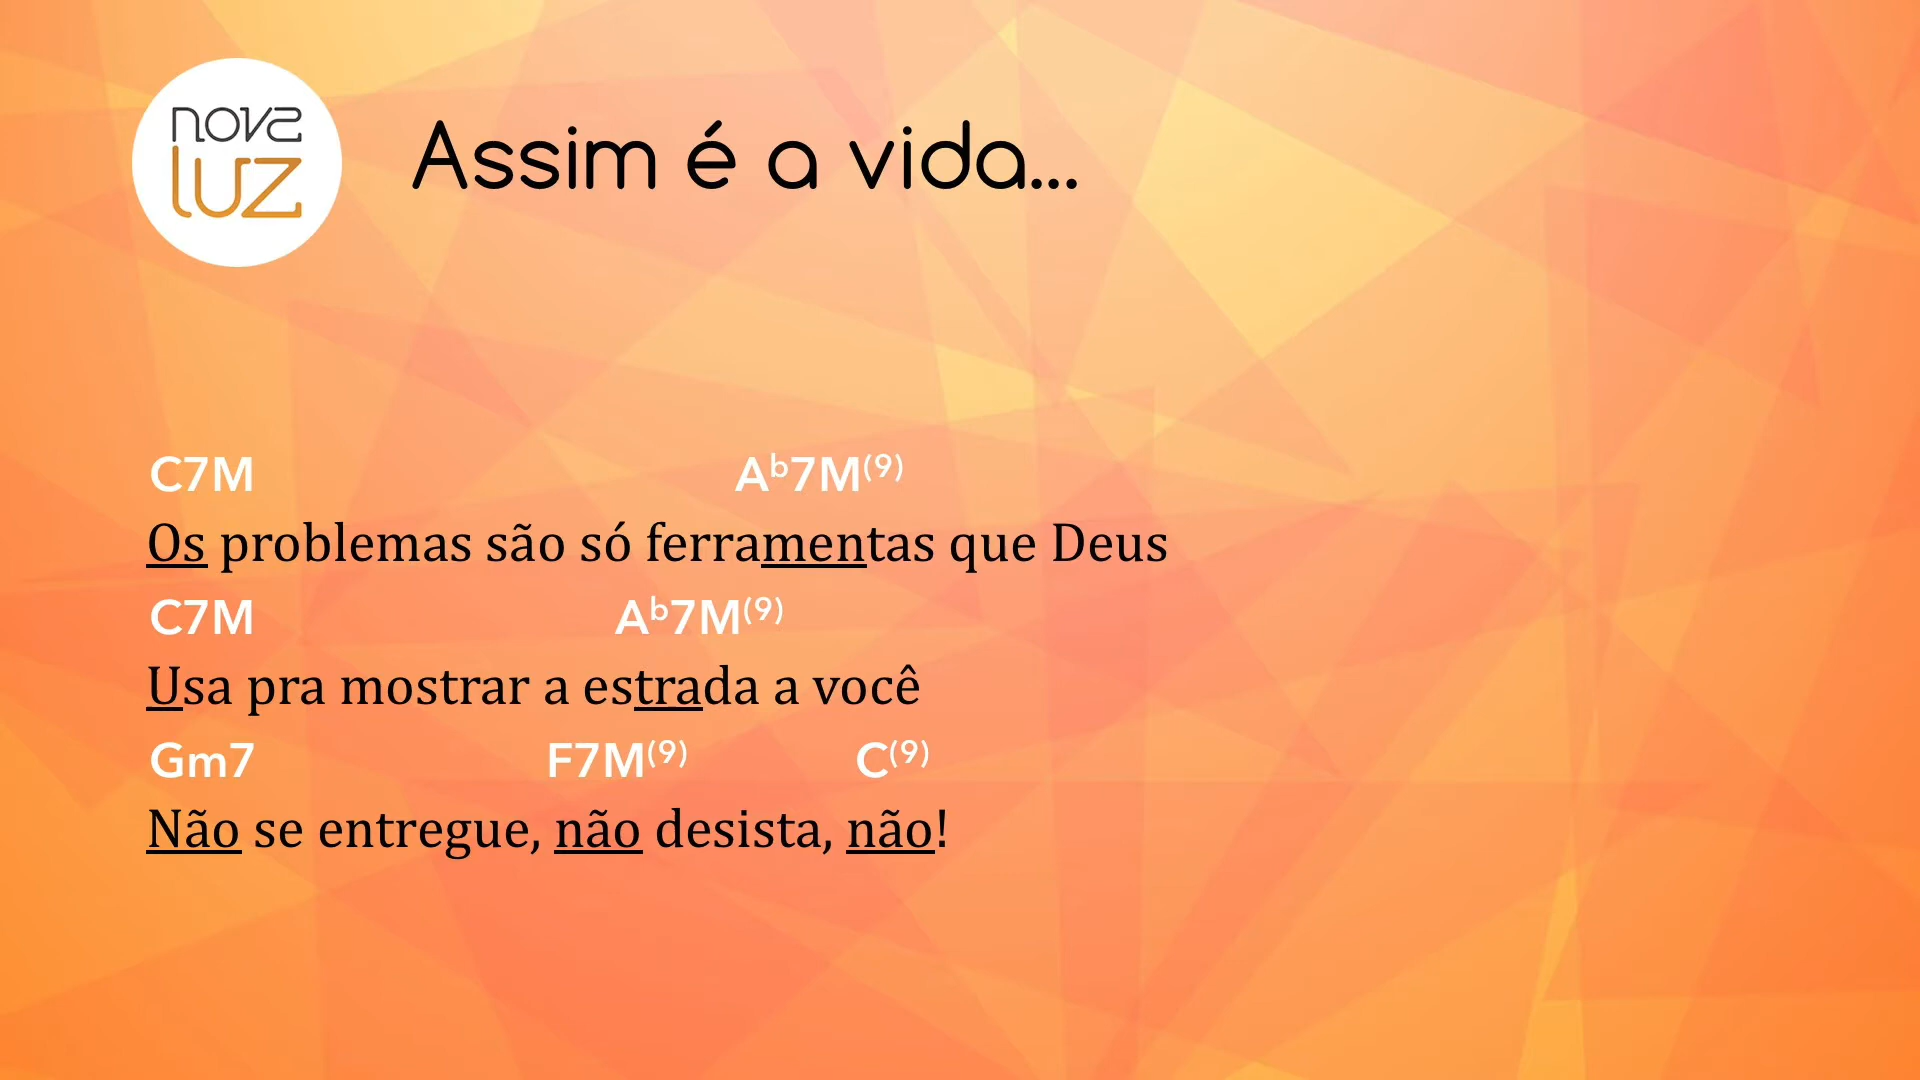 nova
luz
Assim é a vida...
C7M Ab7M(9)
Os problemas são só ferramentas que Deus
C7M Ab7M(9)
Usa pra mostrar a estrada a você
Gm7 F7M(9) C(9)
Não se entregue, não desista, não!